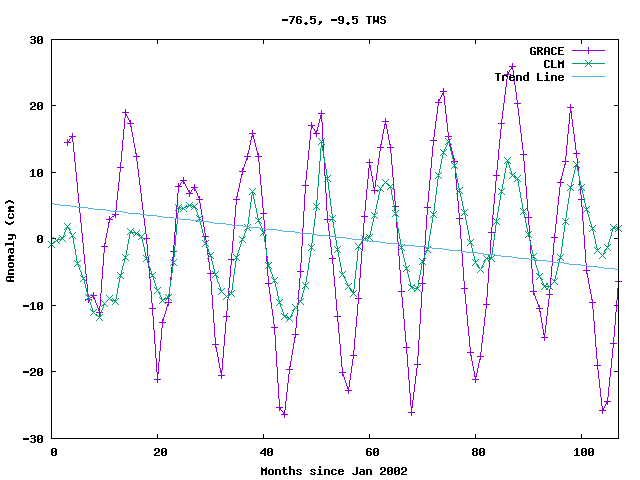 -76.5, -9.5 TWS
30
GRACE
CLM
Trend Line
20
10
0
-10
-20
-30
Anomaly (cm)
0 20 40 60 80 100
Months since Jan 2002